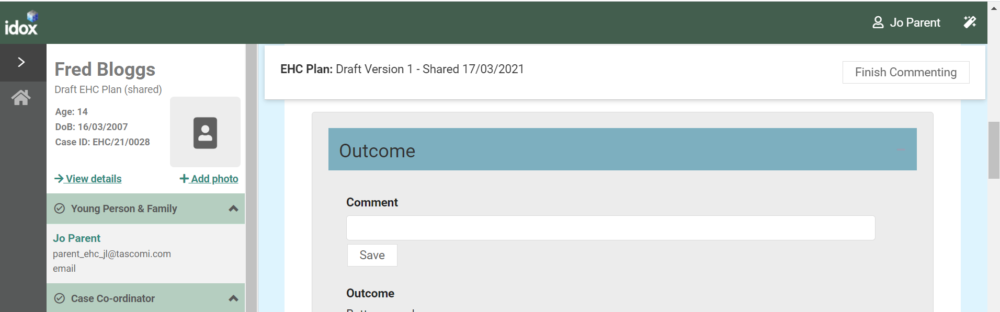 idox
Jo Parent
Fred Bloggs
Draft EHC Plan (shared)
Age: 14
DoB: 16/03/2007
Case ID: EHC/21/0028
View details
Add photo
Young Person & Family
Jo Parent
parent_ehc_jl@tascomi.com
email
Case Co-ordinator
EHC Plan: Draft Version 1 - Shared 17/03/2021
Finish Commenting
Outcome
Comment
Save
Outcome